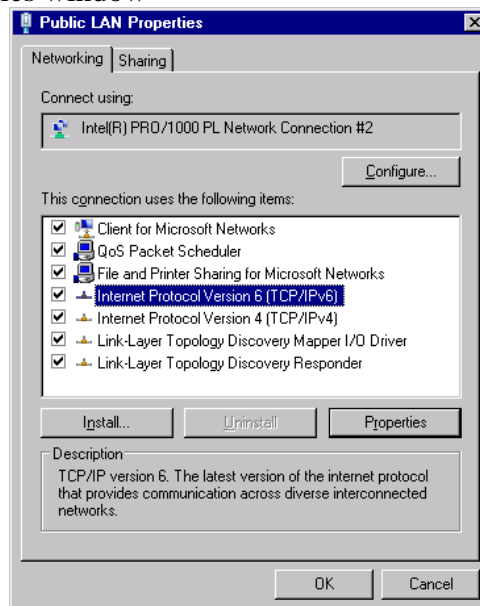 Public LAN Properties
Networking
Sharing
Connect using:
Intel(R) PRO/1000 PL Network Connection #2
Configure...
This connection uses the following items:
Client for Microsoft Networks
QoS Packet Scheduler
File and Printer Sharing for Microsoft Networks
Internet Protocol Version 6 (TCP/IPv6)
Internet Protocol Version 4 (TCP/IPv4)
Link-Layer Topology Discovery Mapper I/O Driver
Link-Layer Topology Discovery Responder
Install...
Uninstall
Properties
Description
TCP/IP version 6. The latest version of the internet protocol
that provides communication across diverse interconnected
networks.
OK
Cancel